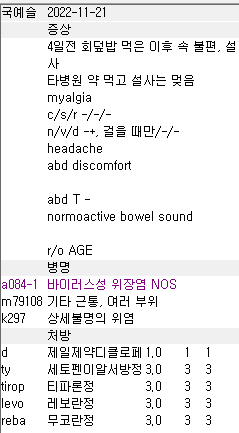 국예슬 2022-11-21
증상
4일전 회덮밥 먹은 이후 속 불편, 설
사
타병원 약 먹고 설사는 멎음
myalgia
c/s/r -/-/-
n/v/d -+, 걸을 때만/-/-
headache
abd discomfort
abd T -
normoactive bowel sound
r/o AGE
병명
a084-1 바이러스성 위장염 NOS
m79108 기타 근통, 여러 부위
k297 상세불명의 위염
처방
d 제일제약디클로페 1.0 1 1
ty 세토펜이알서방정 3.0 3 3
tirop 티파론정 3.0 3 3
levo 레보란정 3.0 3 3
reba 무코란정 3.0 3 3